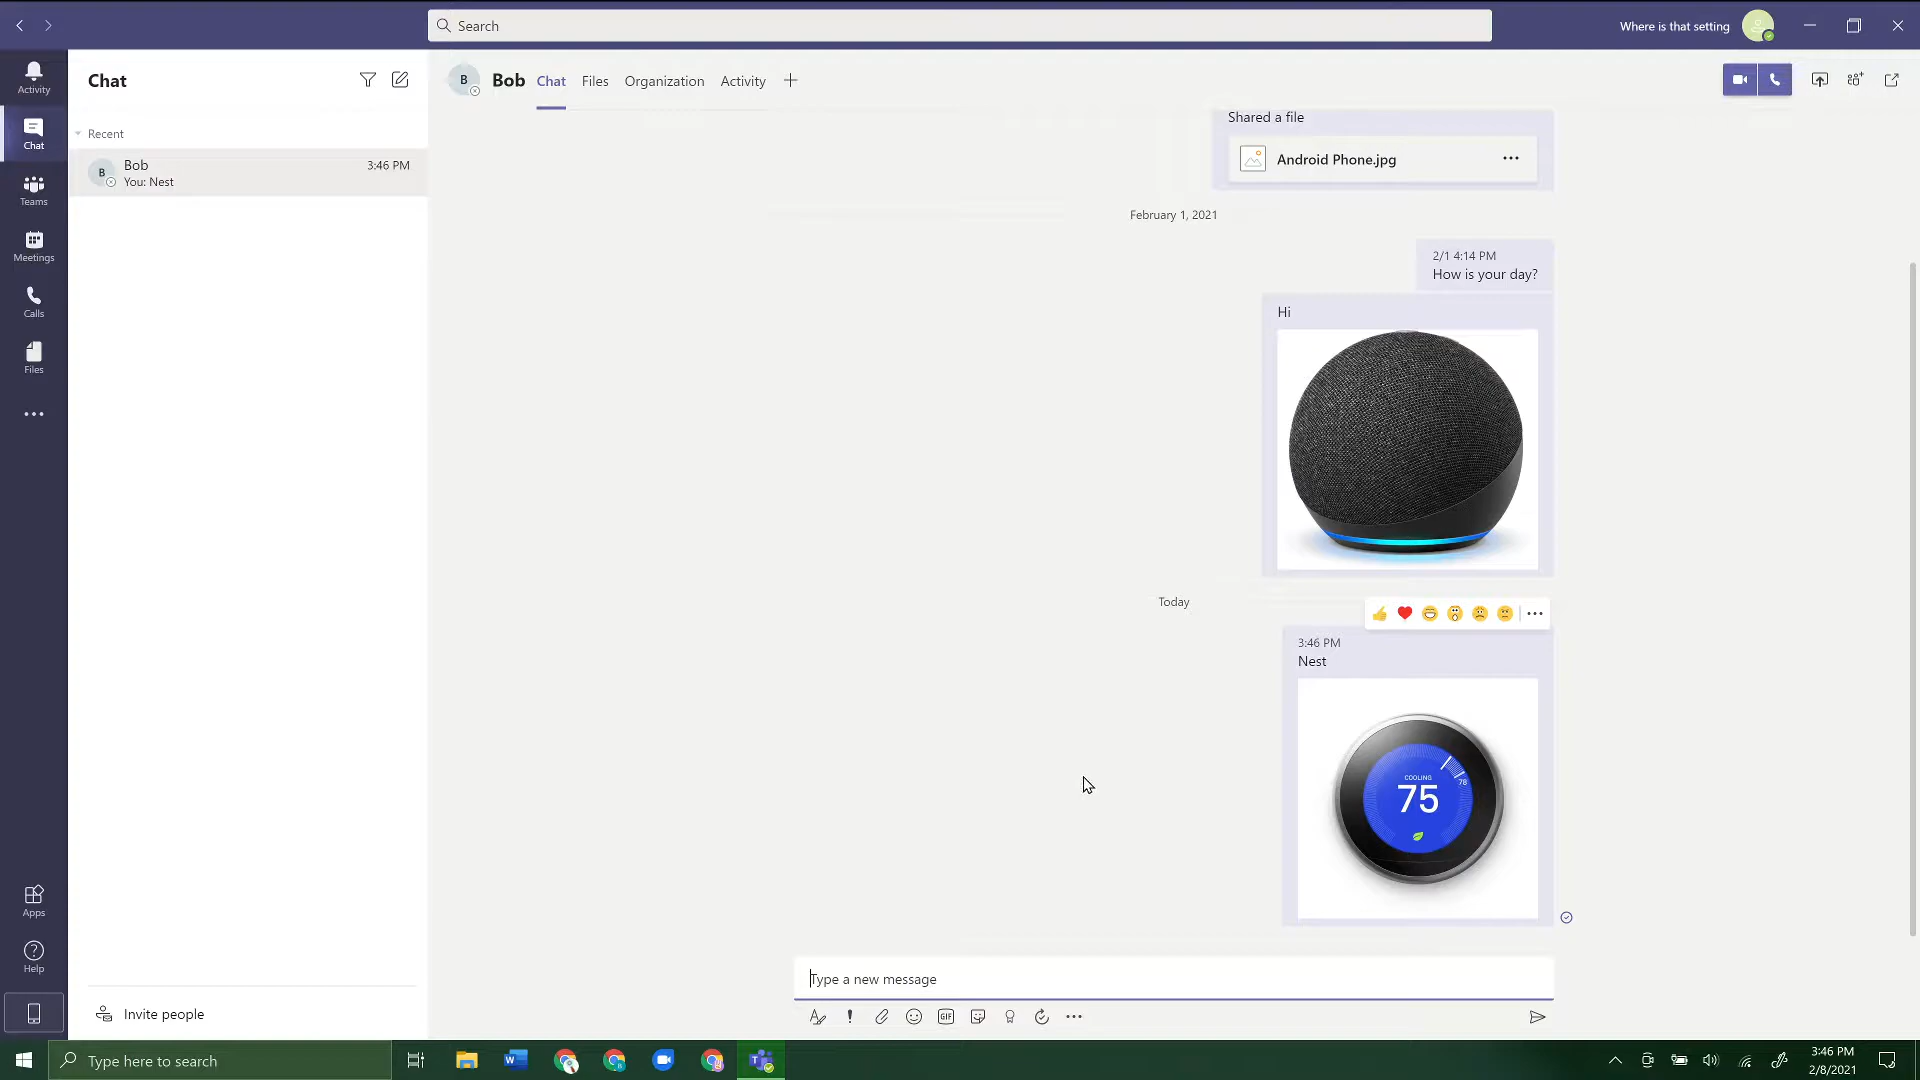 Search
Where is that setting
Activity
Chat
Teams
Meetings
Calls
Files
Apps
Help
Chat
Recent
Bob
3:46 PM
You: Nest
Invite people
B
B
Bob
Chat
Files
Organization
Activity
Shared a file
Android Phone.jpg
February 1, 2021
2/1 4:14 PM
How is your day?
Hi
Today
3:46 PM
Nest
COOLING
78
75
Type a new message
GIF
Type here to search
3:46 PM
2/8/2021